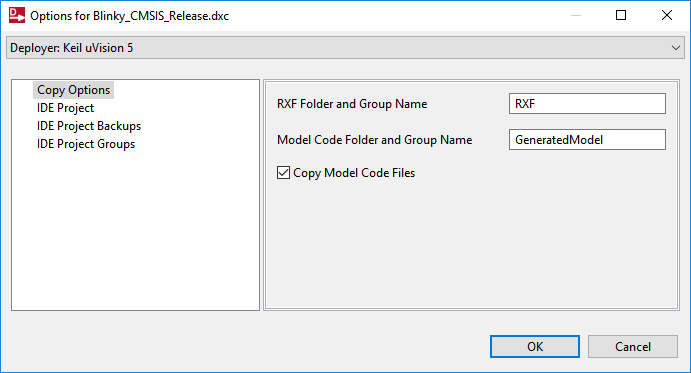 Options for Blinky_CMSIS_Release.dxc
Deployer: Keil uVision 5
Copy Options
IDE Project
IDE Project Backups
IDE Project Groups
RXF Folder and Group Name
RXF
Model Code Folder and Group Name
GeneratedModel
Copy Model Code Files
OK
Cancel